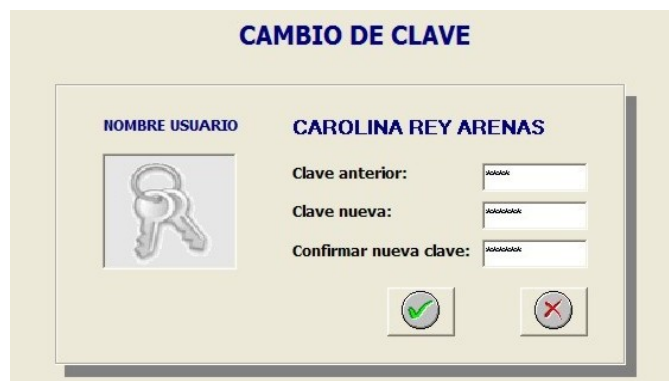 CAMBIO DE CLAVE
NOMBRE USUARIO CAROLINA REY ARENAS
Clave anterior: ****
Clave nueva: ******
Confirmar nueva clave: ******